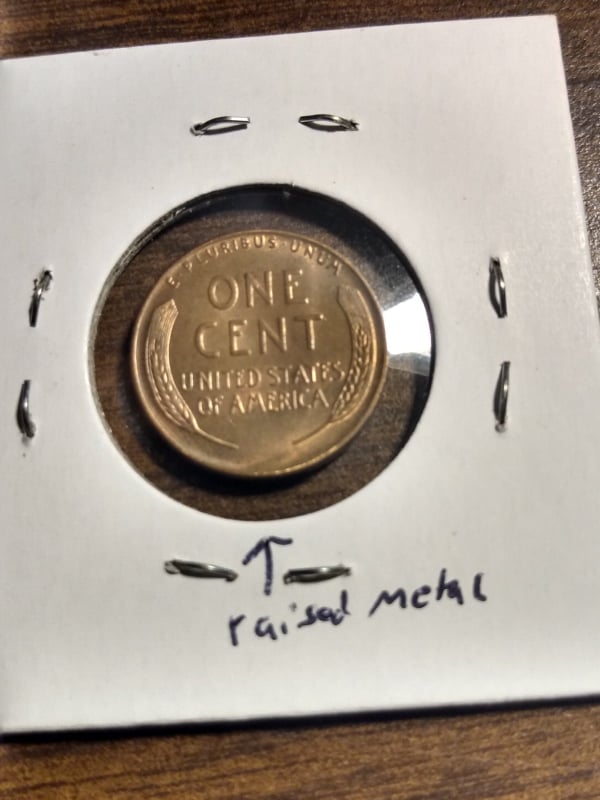 E·PLURIBUS·UNUM
ONE
CENT
UNITED STATES
OF AMERICA
raised metal